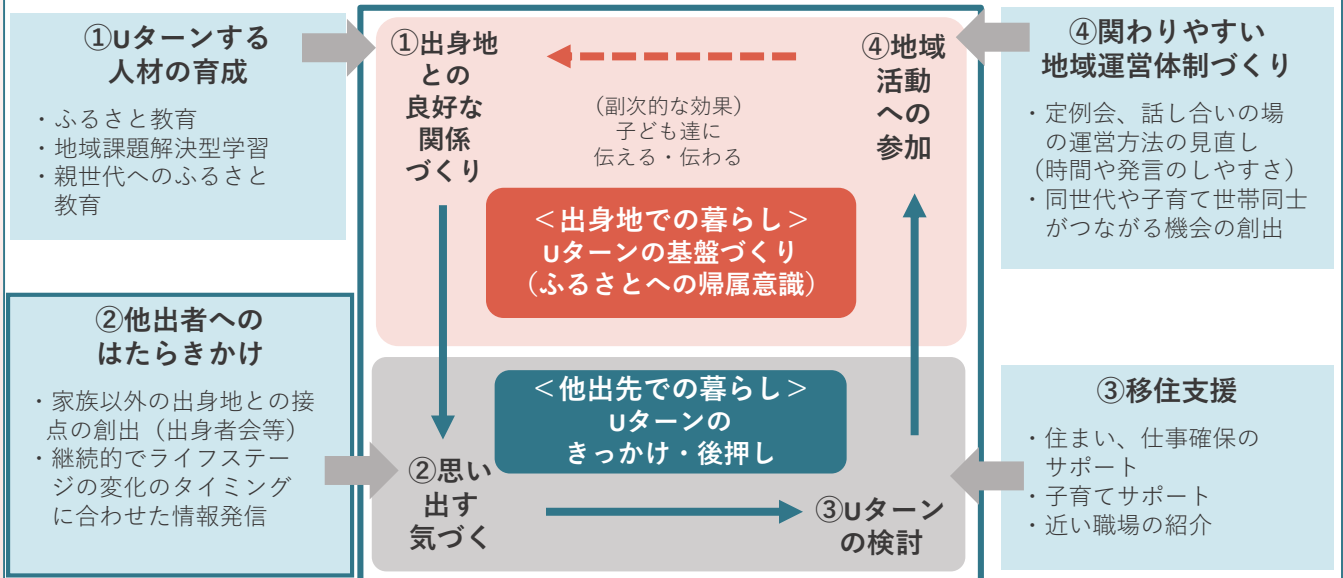 ①Uターンする
人材の育成
・ふるさと教育
・地域課題解決型学習
・親世代へのふるさと
教育
②他出者への
はたらきかけ
・家族以外の出身地との接
点の創出（出身者会等）
・継続的でライフステー
ジの変化のタイミング
に合わせた情報発信
①出身地
との
良好な
関係
づくり
（副次的な効果）
子ども達に
伝える・伝わる
④地域
活動
への
参加
＜出身地での暮らし＞
Uターンの基盤づくり
（ふるさとへの帰属意識）
＜他出先での暮らし＞
Uターンの
きっかけ・後押し
②思い
出す
気づく
③Uターン
の検討
④関わりやすい
地域運営体制づくり
・定例会、話し合いの場
の運営方法の見直し
（時間や発言のしやすさ）
・同世代や子育て世帯同士
がつながる機会の創出
③移住支援
・住まい、仕事確保の
サポート
・子育てサポート
・近い職場の紹介